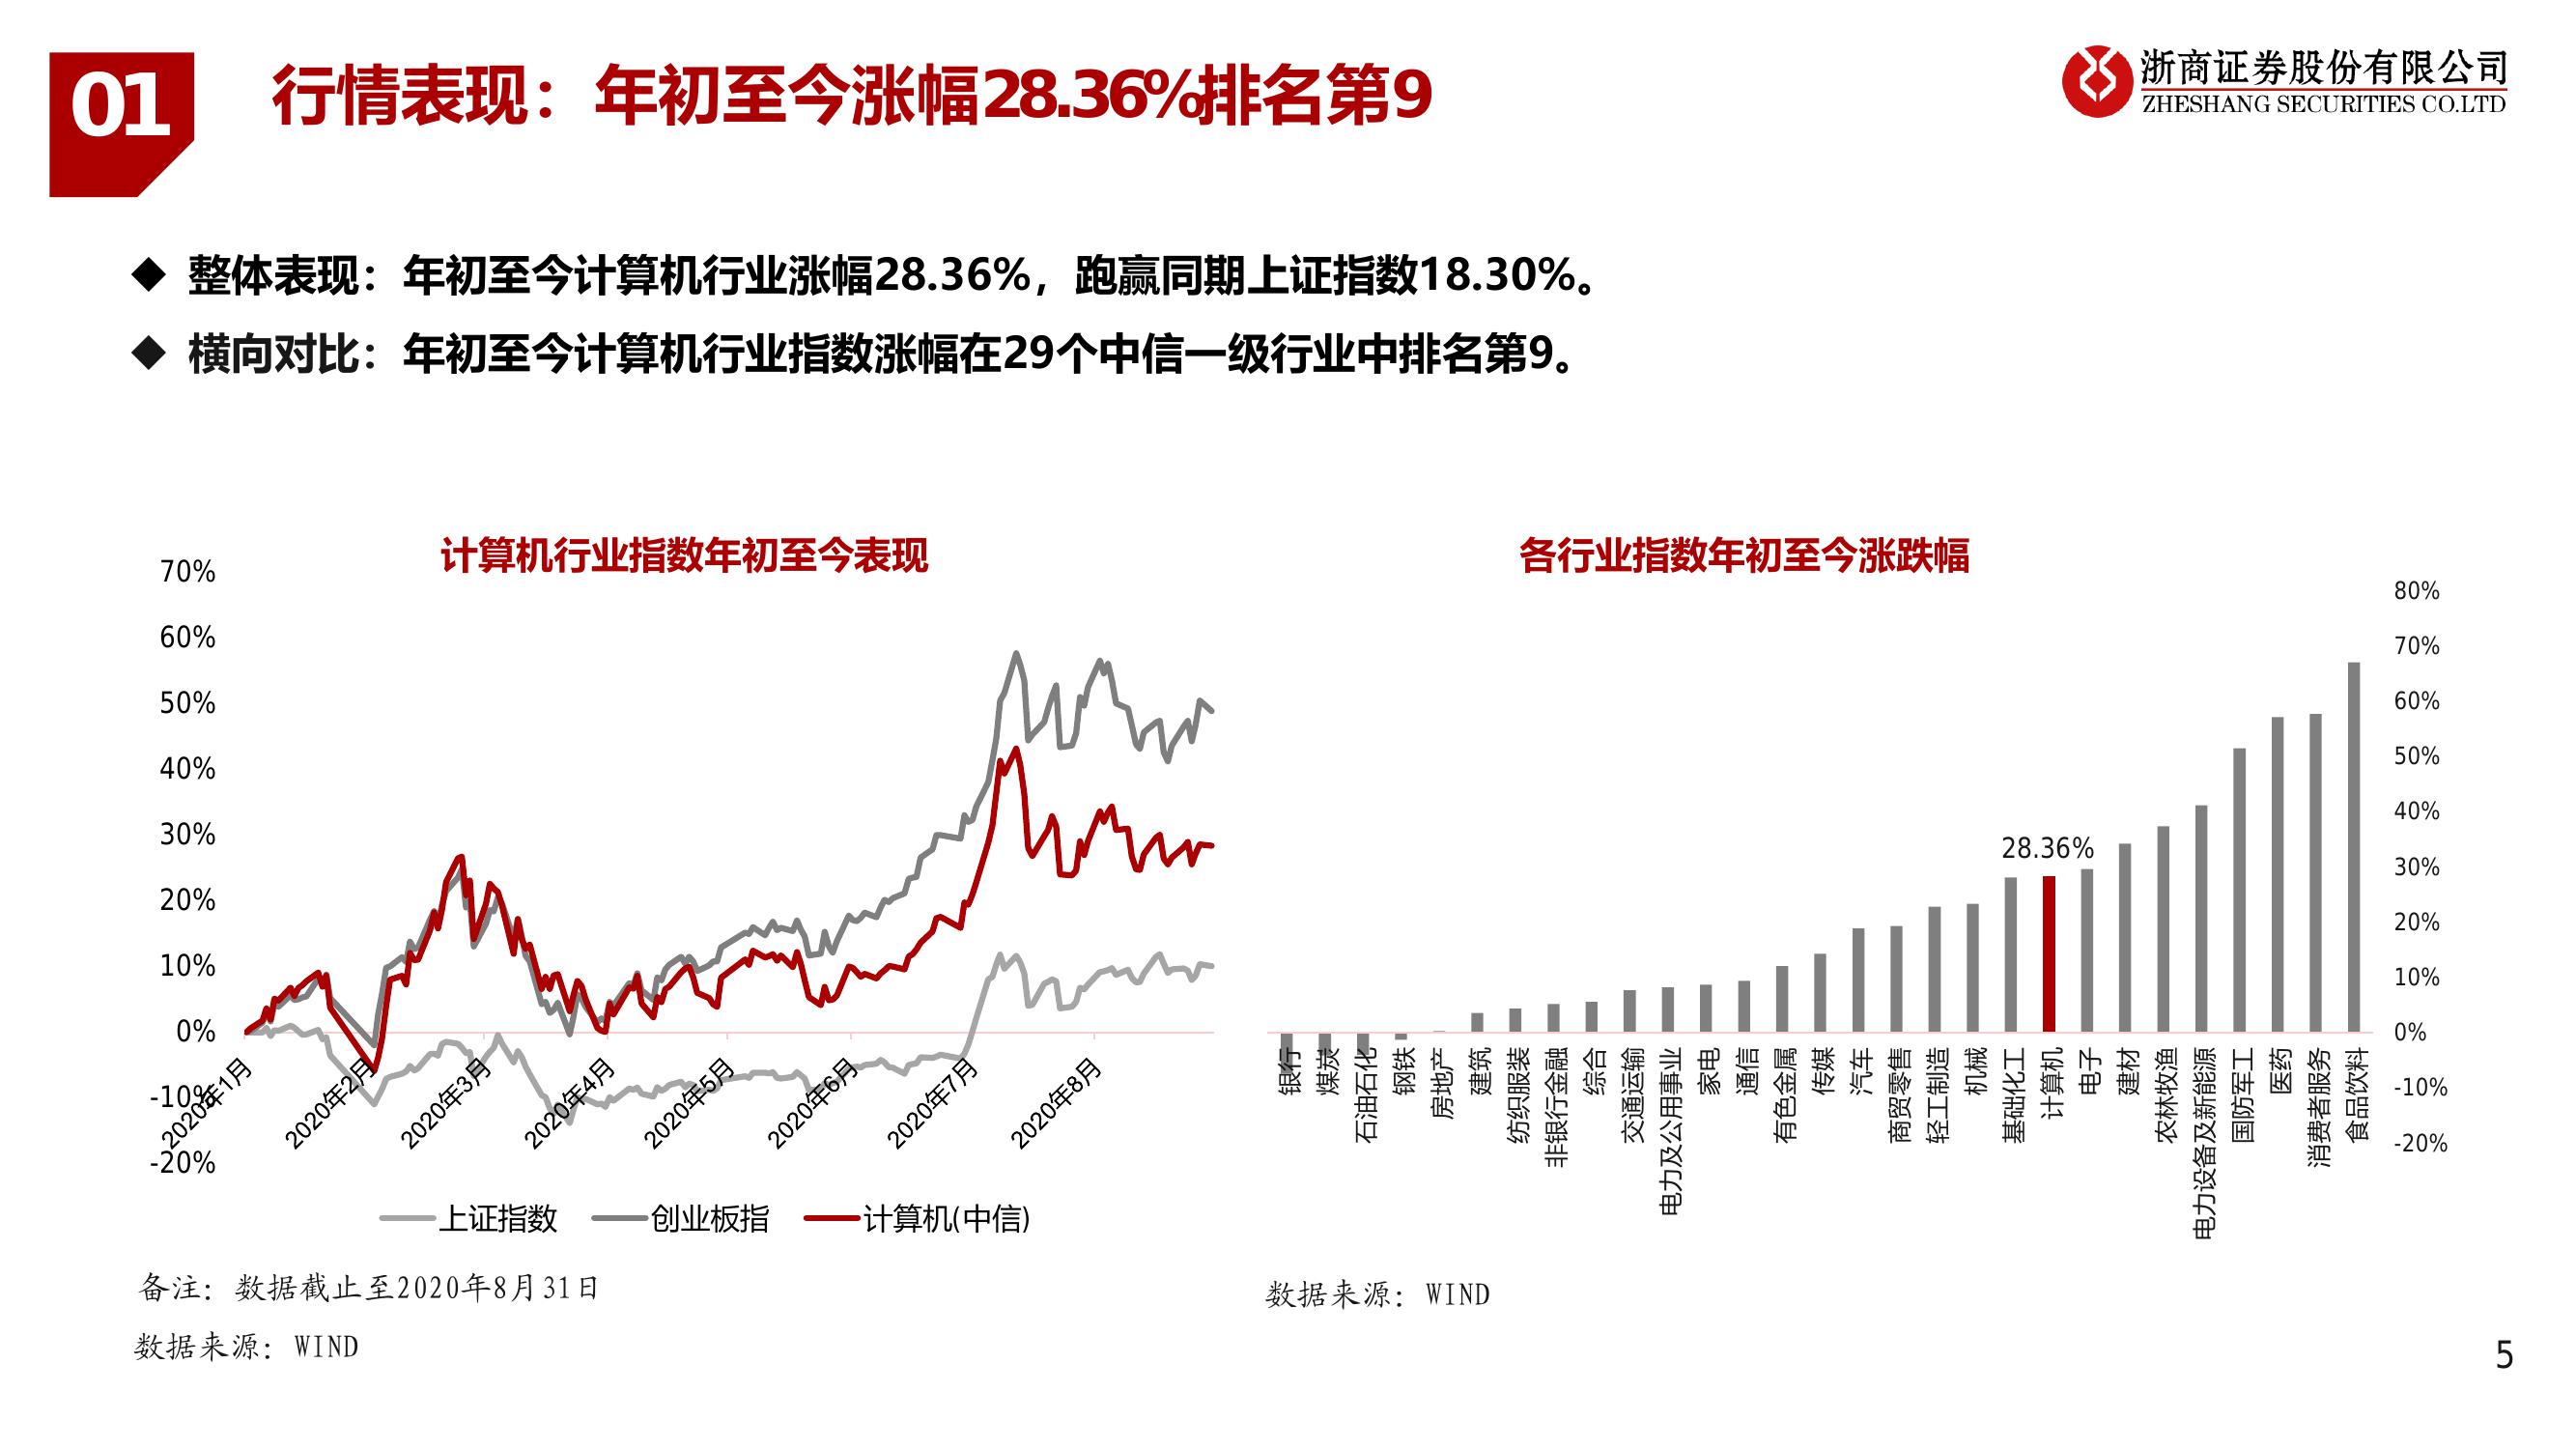 01
行情表现：年初至今涨幅28.36%排名第9
浙商证券股份有限公司
ZHESHANG SECURITIES CO.LTD
◆ 整体表现：年初至今计算机行业涨幅28.36%，跑赢同期上证指数18.30%。
◆ 横向对比：年初至今计算机行业指数涨幅在29个中信一级行业中排名第9。
计算机行业指数年初至今表现
70%
60%
50%
40%
30%
20%
10%
0%
-10%
-20%
2020年1月
2020年2月
2020年3月
2020年4月
2020年5月
2020年6月
2020年7月
2020年8月
上证指数 创业板指 计算机(中信)
备注：数据截止至2020年8月31日
数据来源：WIND
各行业指数年初至今涨跌幅
80%
70%
60%
50%
40%
30%
20%
10%
0%
-10%
-20%
28.36%
银行
煤炭
石油石化
钢铁
房地产
建筑
纺织服装
非银行金融
综合
交通运输
电力及公用事业
家电
通信
有色金属
传媒
汽车
商贸零售
轻工制造
机械
基础化工
计算机
电子
建材
农林牧渔
电力设备及新能源
国防军工
医药
消费者服务
食品饮料
数据来源：WIND
5